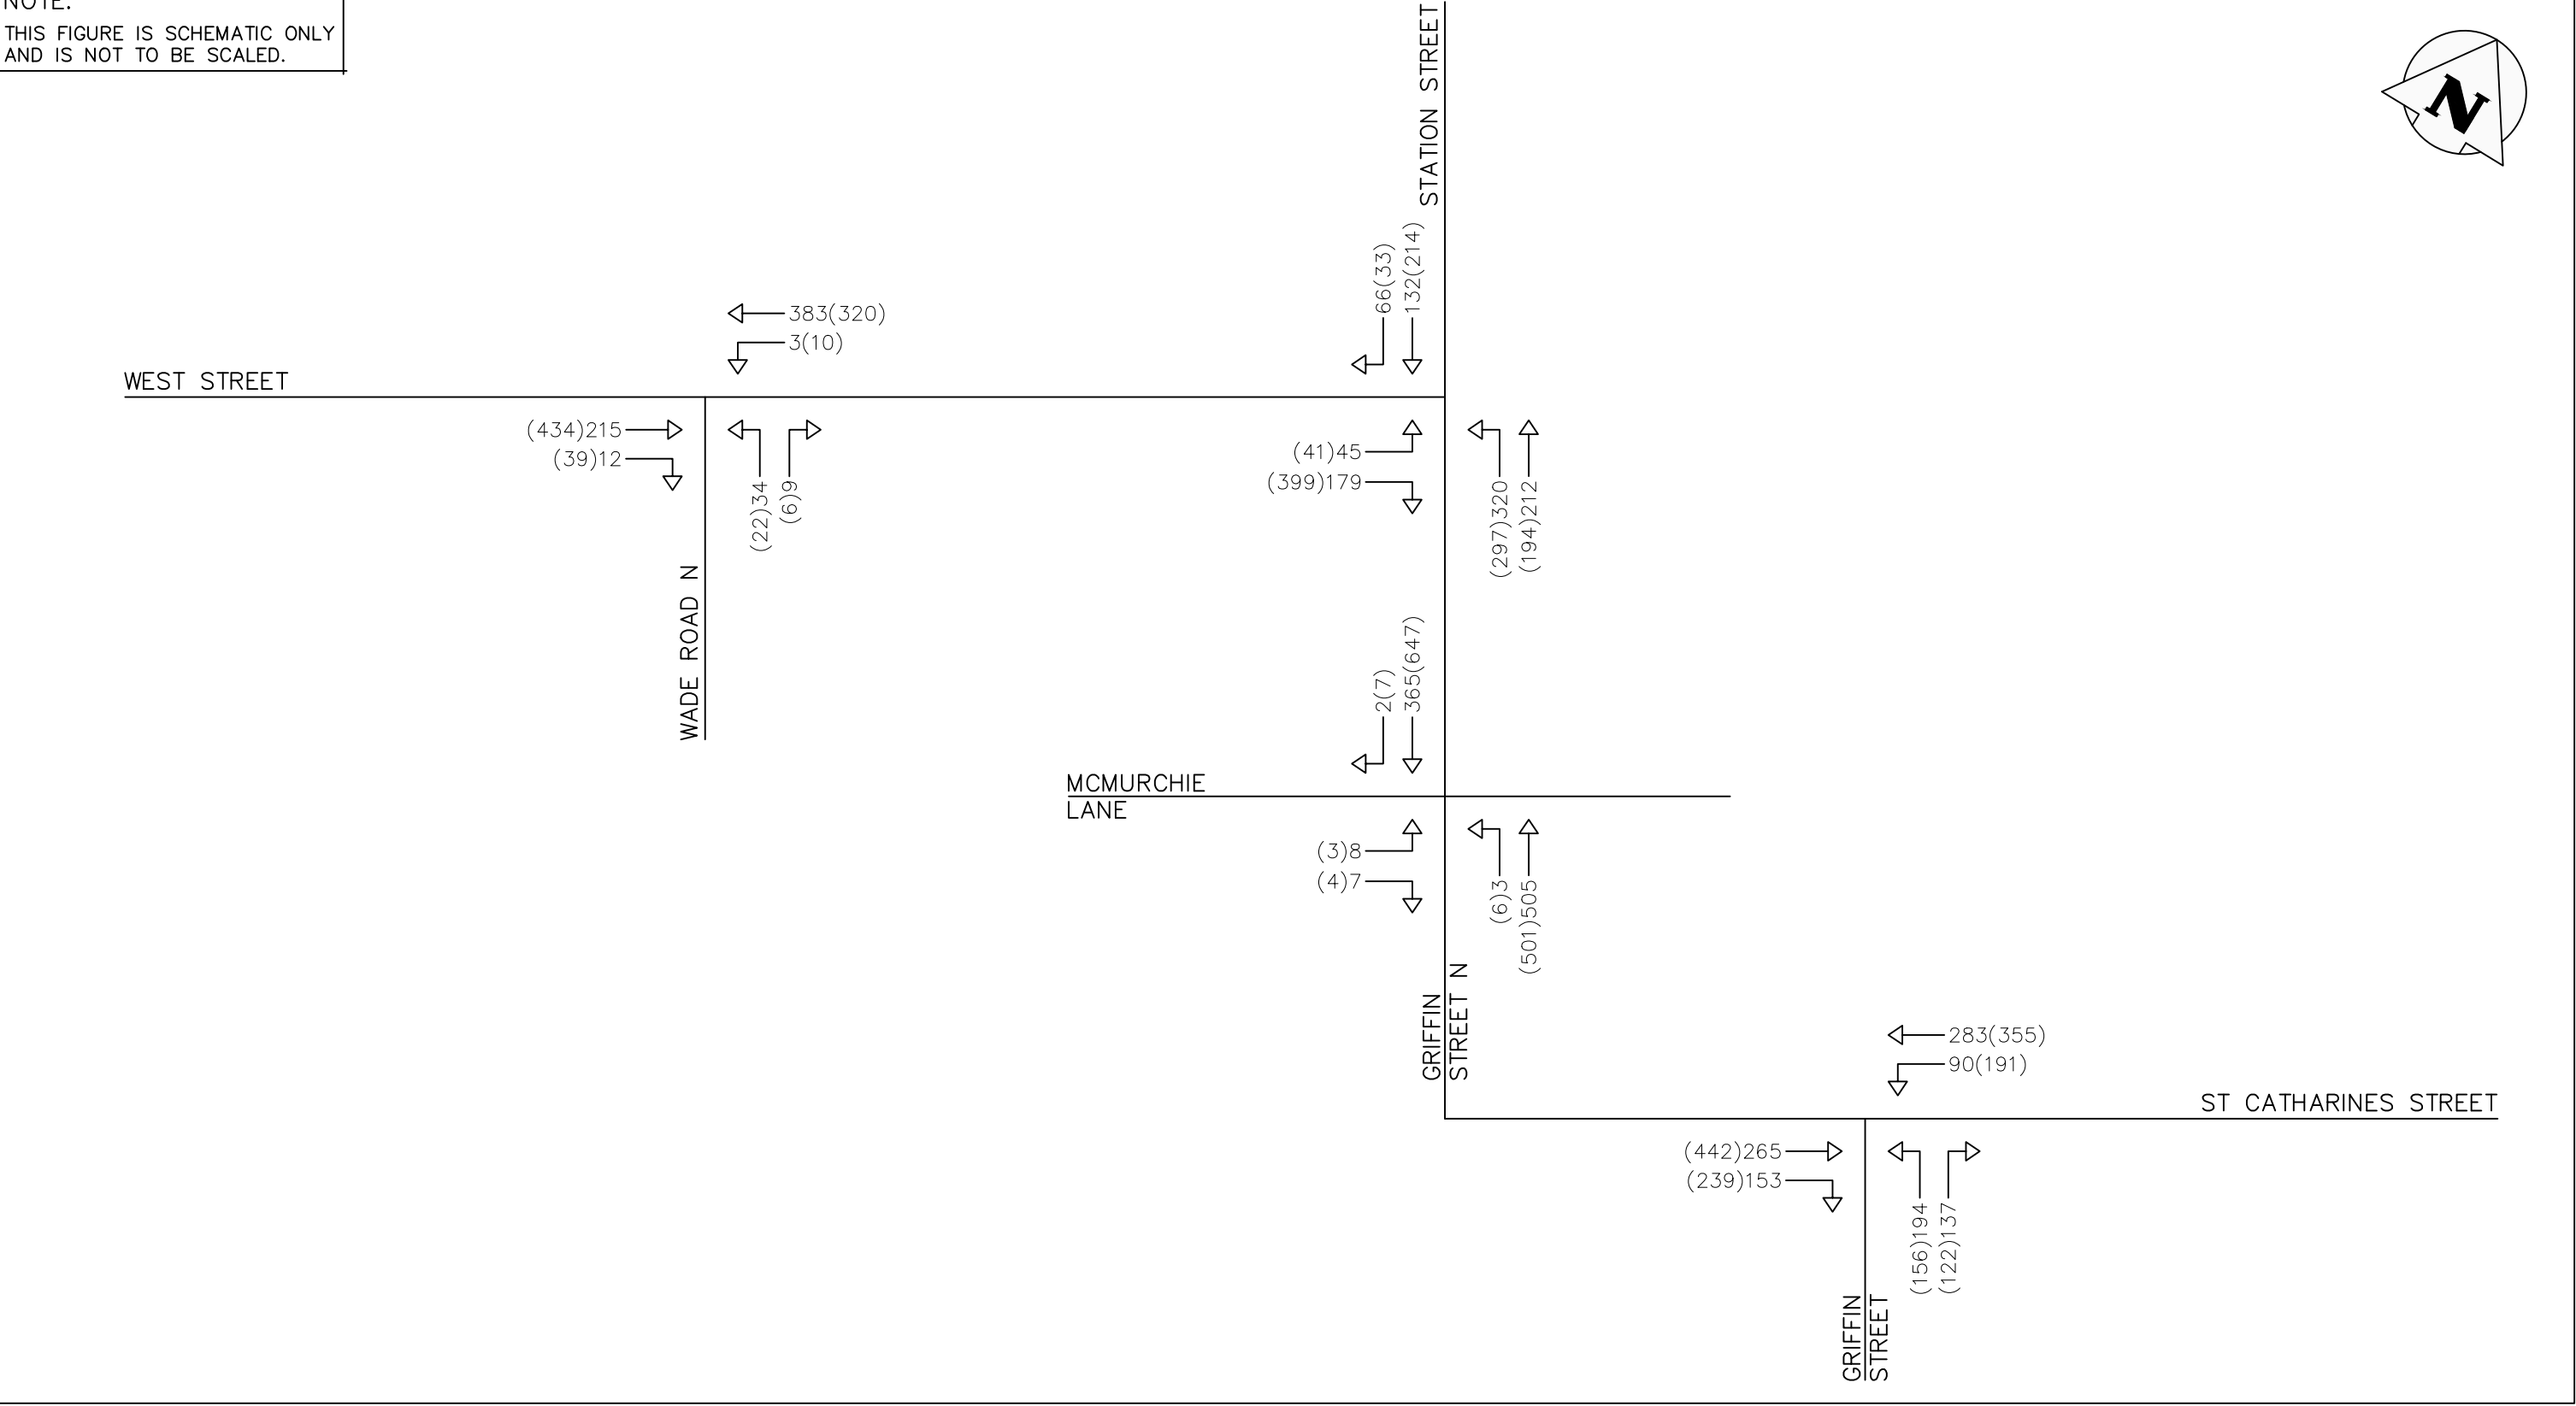 NOTE:
THIS FIGURE IS SCHEMATIC ONLY
AND IS NOT TO BE SCALED.
N
STATION STREET
66(33)
132(214)
383(320)
3(10)
WEST STREET
(434)215
(39)12
(22)34
(6)9
(41)45
(399)179
(297)320
(194)212
WADE ROAD N
2(7)
365(647)
MCMURCHIE
LANE
(3)8
(4)7
(6)3
(501)505
GRIFFIN
STREET N
283(355)
90(191)
ST CATHARINES STREET
(442)265
(239)153
(156)194
(122)137
GRIFFIN
STREET